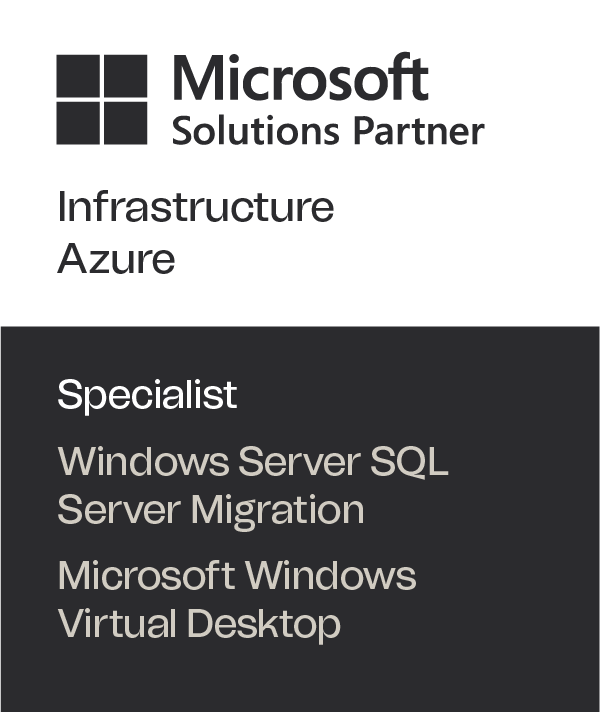 Microsoft
Solutions Partner
Infrastructure
Azure
Specialist
Windows Server SQL
Server Migration
Microsoft Windows
Virtual Desktop